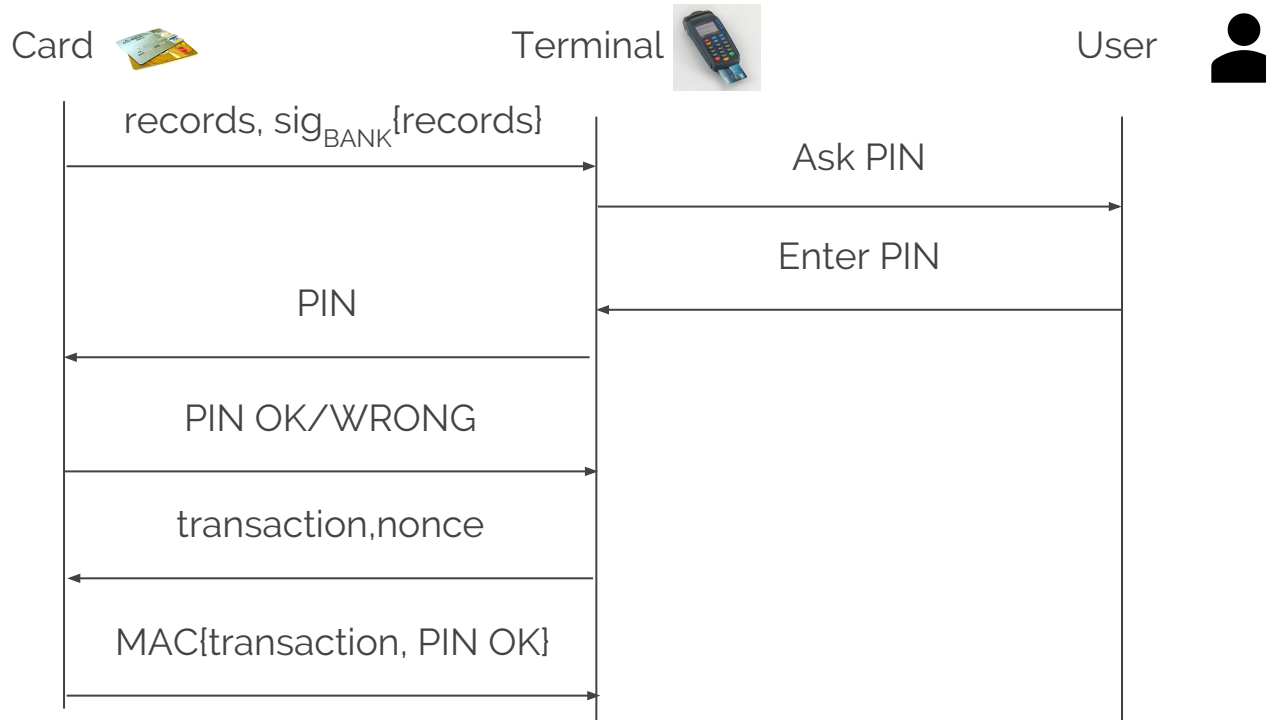 Card
Terminal
User
records, sig_BANK{records}
Ask PIN
Enter PIN
PIN
PIN OK/WRONG
transaction,nonce
MAC{transaction, PIN OK}